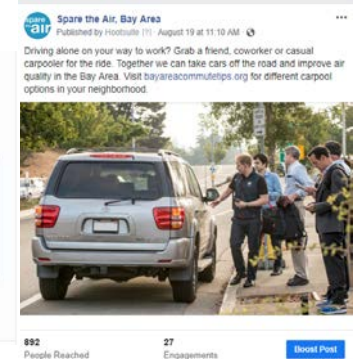 spare
the
air
Spare the Air, Bay Area
Published by Hootsuite [?] · August 19 at 11:10 AM ·
Driving alone on your way to work? Grab a friend, coworker or casual
carpooler for the ride. Together we can take cars off the road and improve air
quality in the Bay Area. Visit bayareacommutetips.org for different carpool
options in your neighborhood.
892
27
People Reached
Engagements
Boost Post